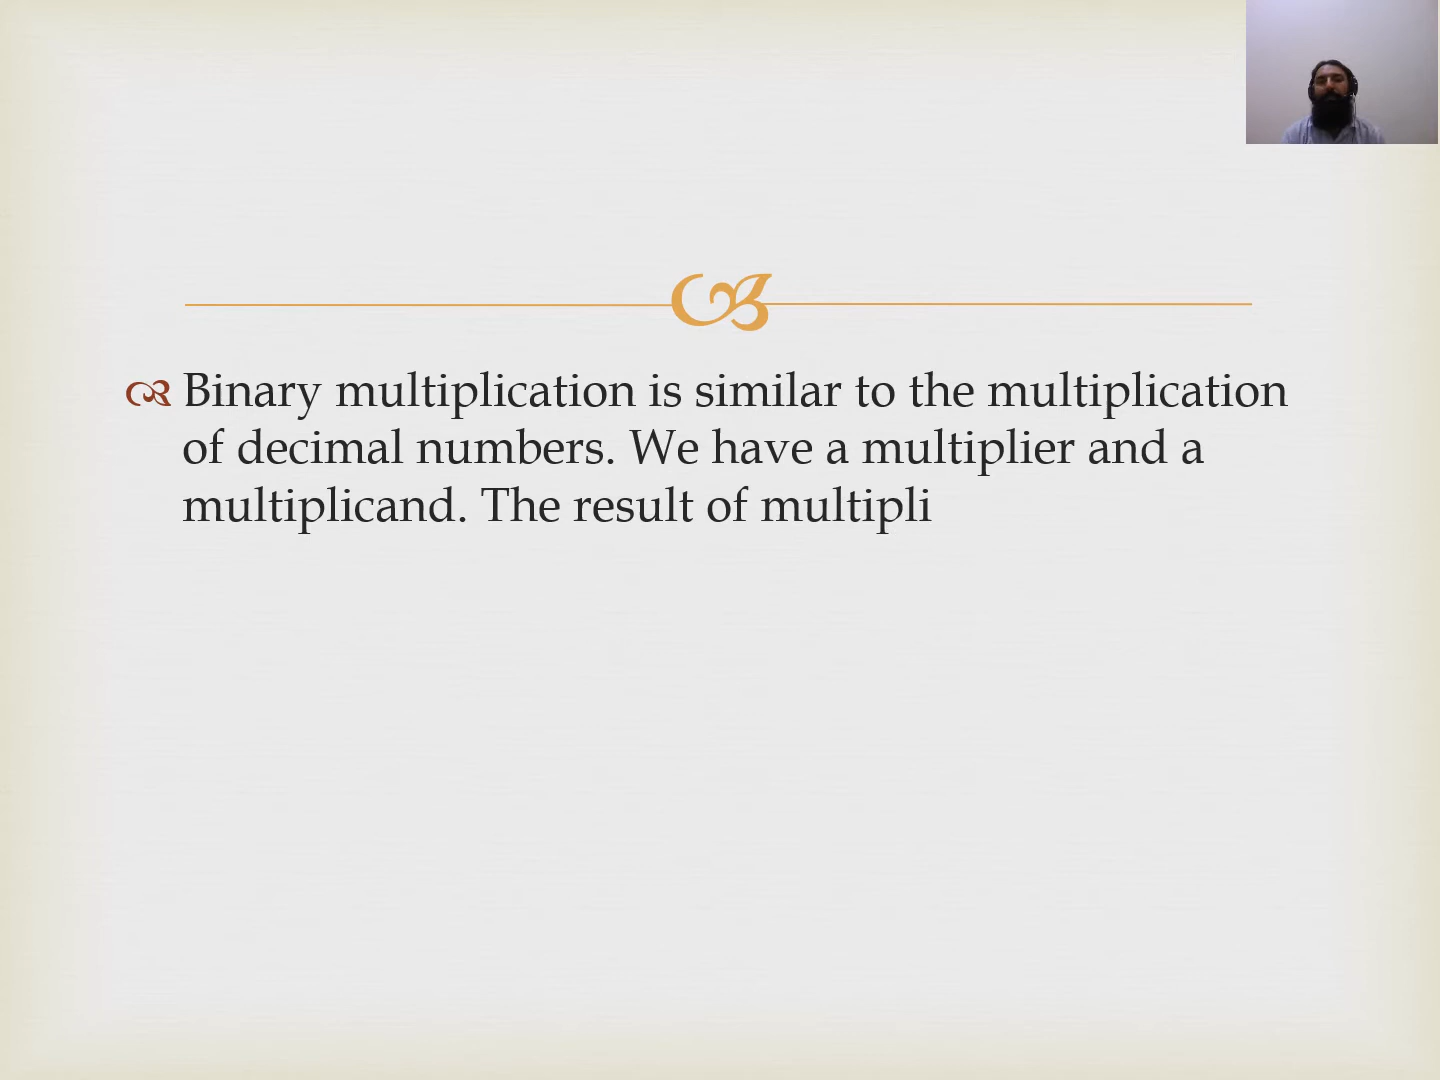 Binary multiplication is similar to the multiplication
of decimal numbers. We have a multiplier and a
multiplicand. The result of multipli